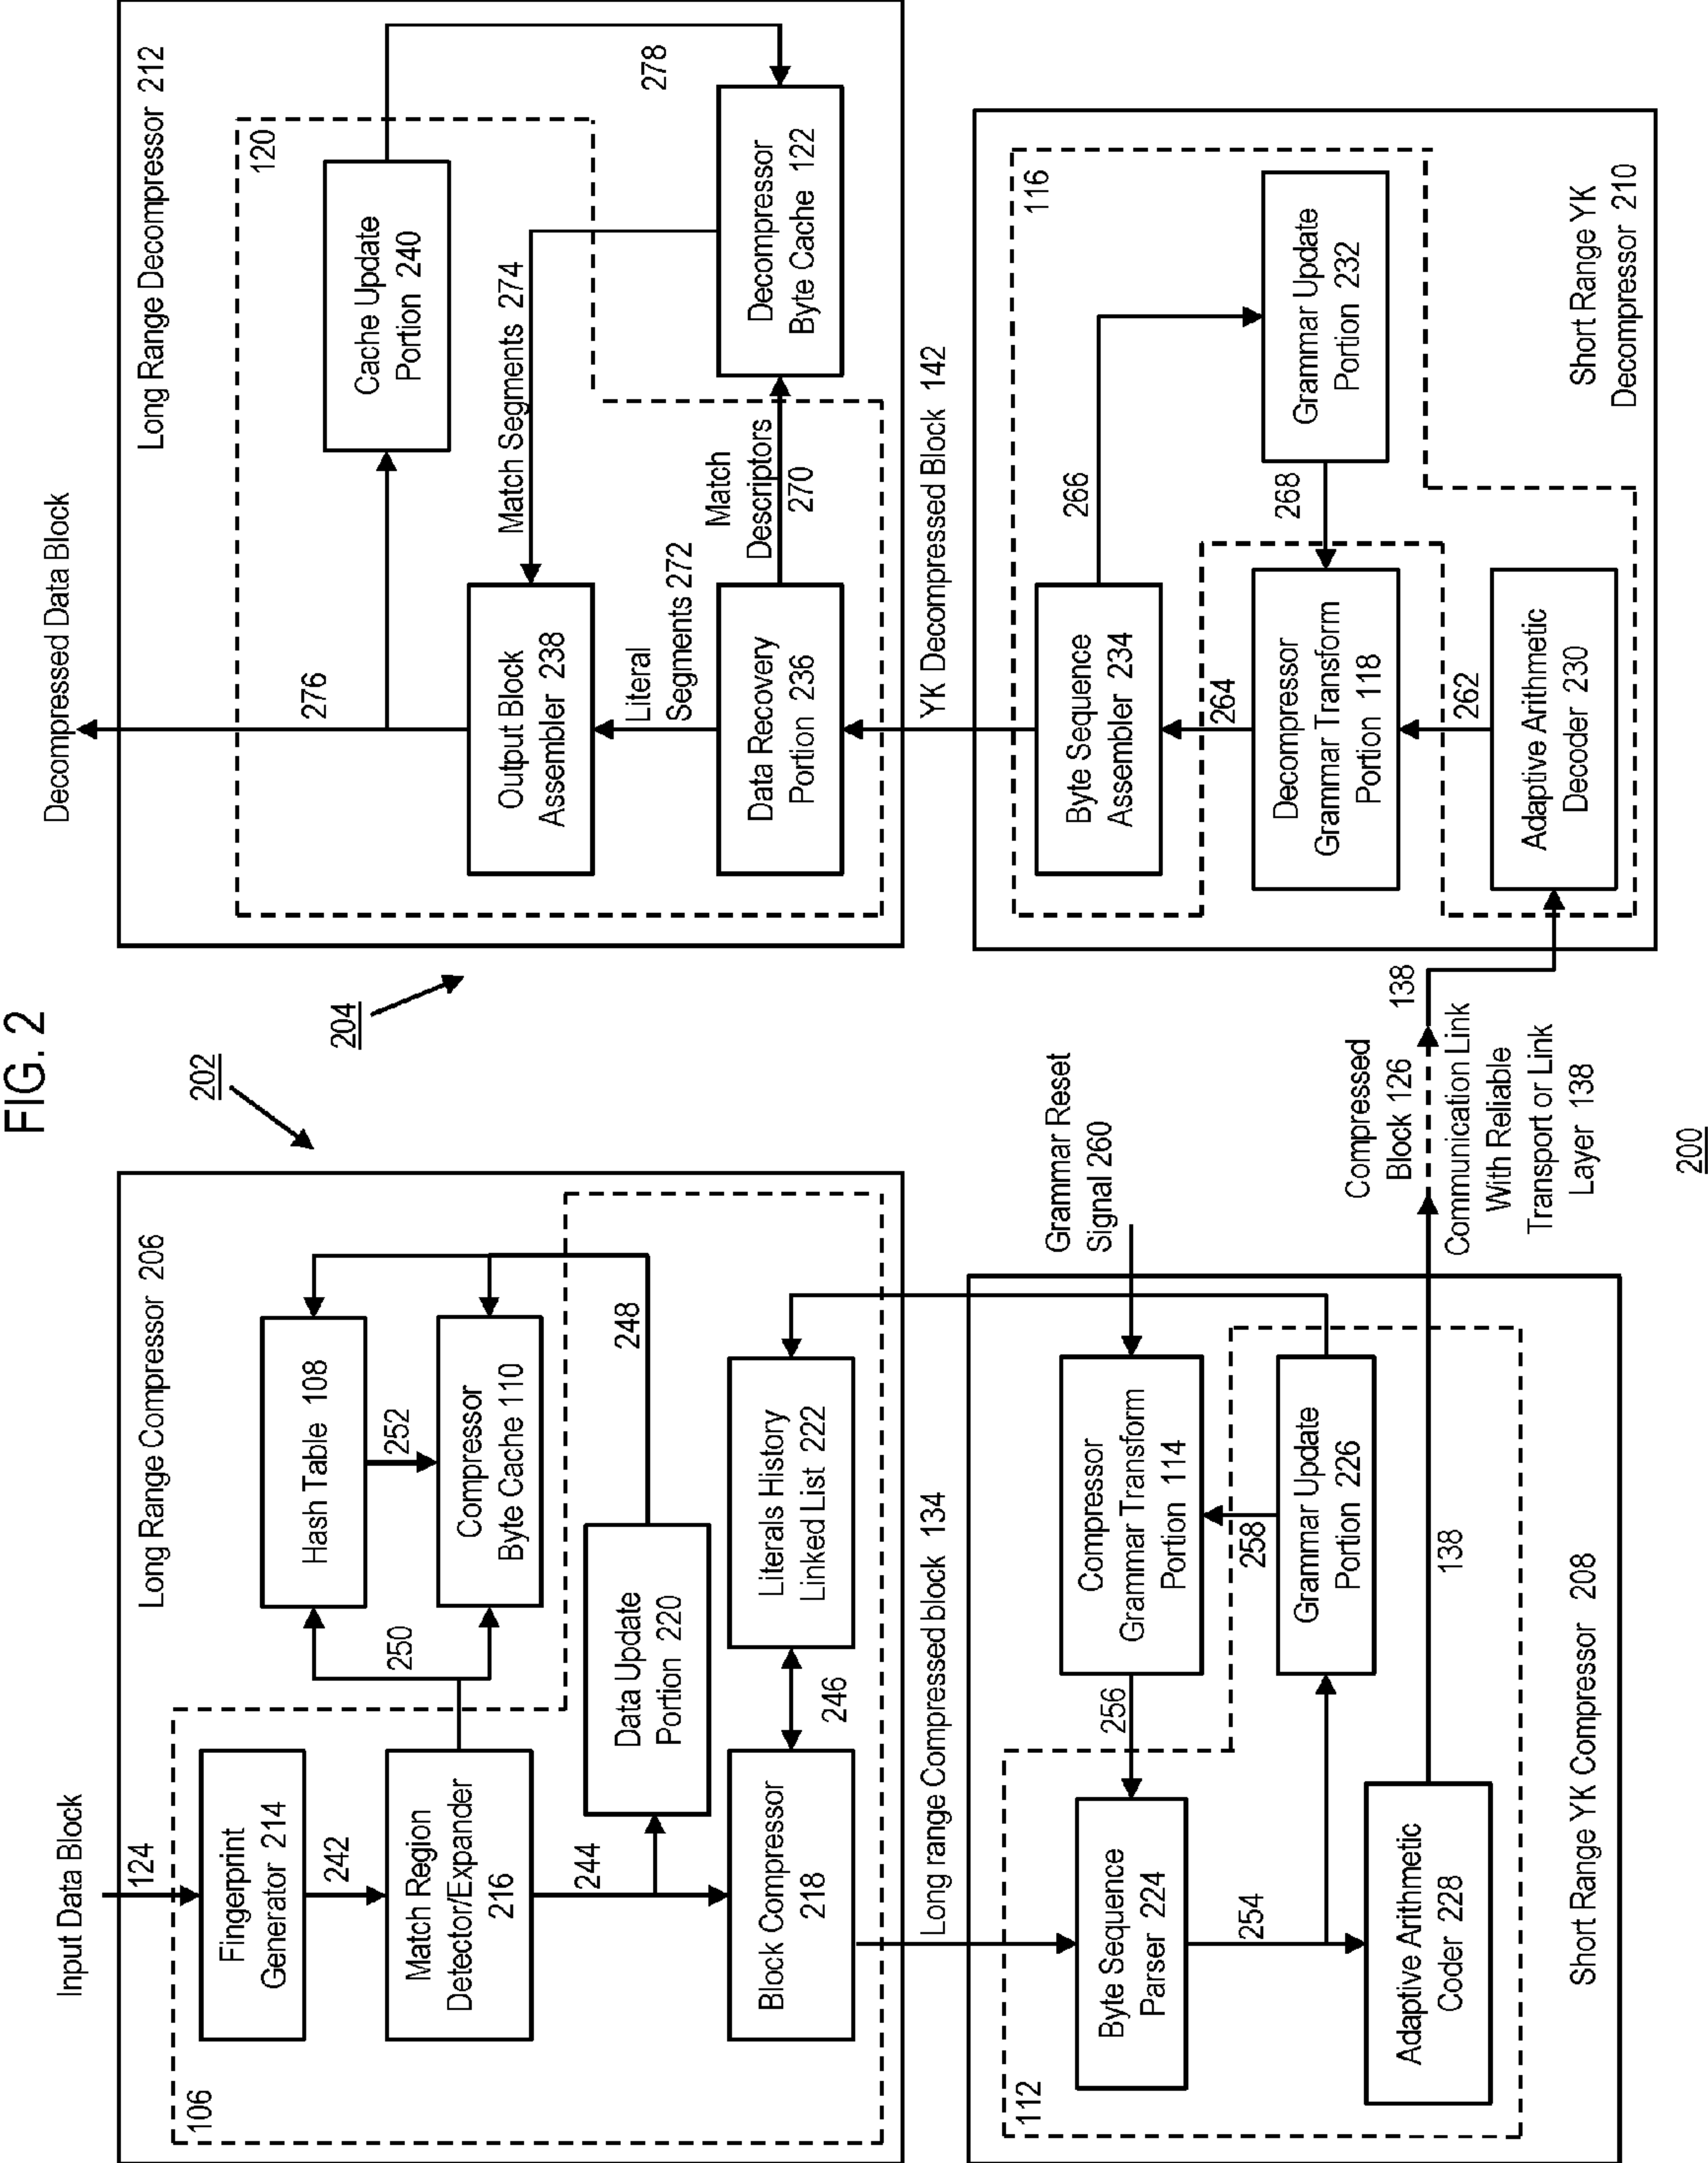 FIG. 2
202
204
Input Data Block
124
Long Range Compressor 206
106
Fingerprint
Generator 214
242
Match Region
Detector/Expander
216
250
Hash Table 108
252
Compressor
Byte Cache 110
244
Data Update
Portion 220
248
Block Compressor
218
246
Literals History
Linked List 222
Long range Compressed block 134
Grammar Reset
Signal 260
112
Byte Sequence
Parser 224
256
Compressor
Grammar Transform
Portion 114
254
258
Grammar Update
Portion 226
Adaptive Arithmetic
Coder 228
138
Short Range YK Compressor 208
Compressed
Block 126
138
Communication Link
With Reliable
Transport or Link
Layer 138
200
Decompressed Data Block
Long Range Decompressor 212
120
276
Cache Update
Portion 240
278
Output Block
Assembler 238
Match Segments 274
Literal
Segments 272
Match
Descriptors
270
Data Recovery
Portion 236
Decompressor
Byte Cache 122
YK Decompressed Block 142
116
Byte Sequence
Assembler 234
266
264
Decompressor
Grammar Transform
Portion 118
268
Grammar Update
Portion 232
262
Adaptive Arithmetic
Decoder 230
Short Range YK
Decompressor 210